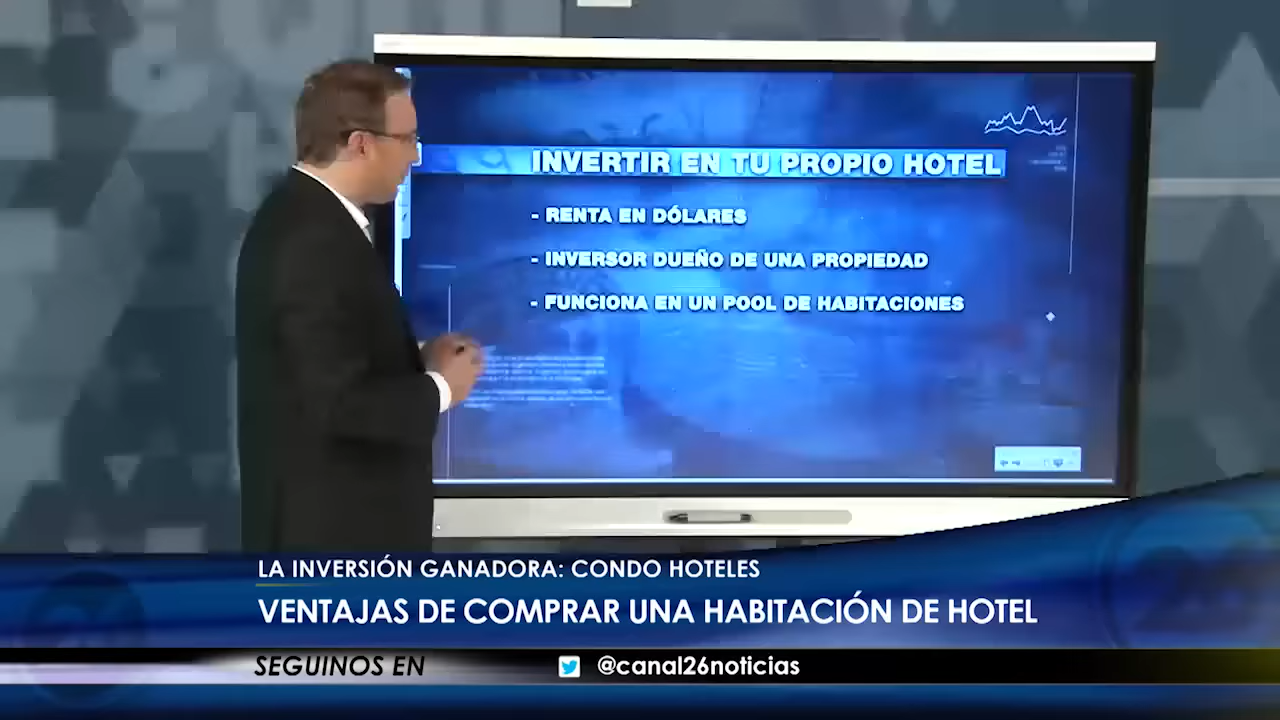 INVERTIR EN TU PROPIO HOTEL
- RENTA EN DÓLARES
- INVERSOR DUEÑO DE UNA PROPIEDAD
- FUNCIONA EN UN POOL DE HABITACIONES
LA INVERSIÓN GANADORA: CONDO HOTELES
VENTAJAS DE COMPRAR UNA HABITACIÓN DE HOTEL
SEGUINOS EN @canal26noticias